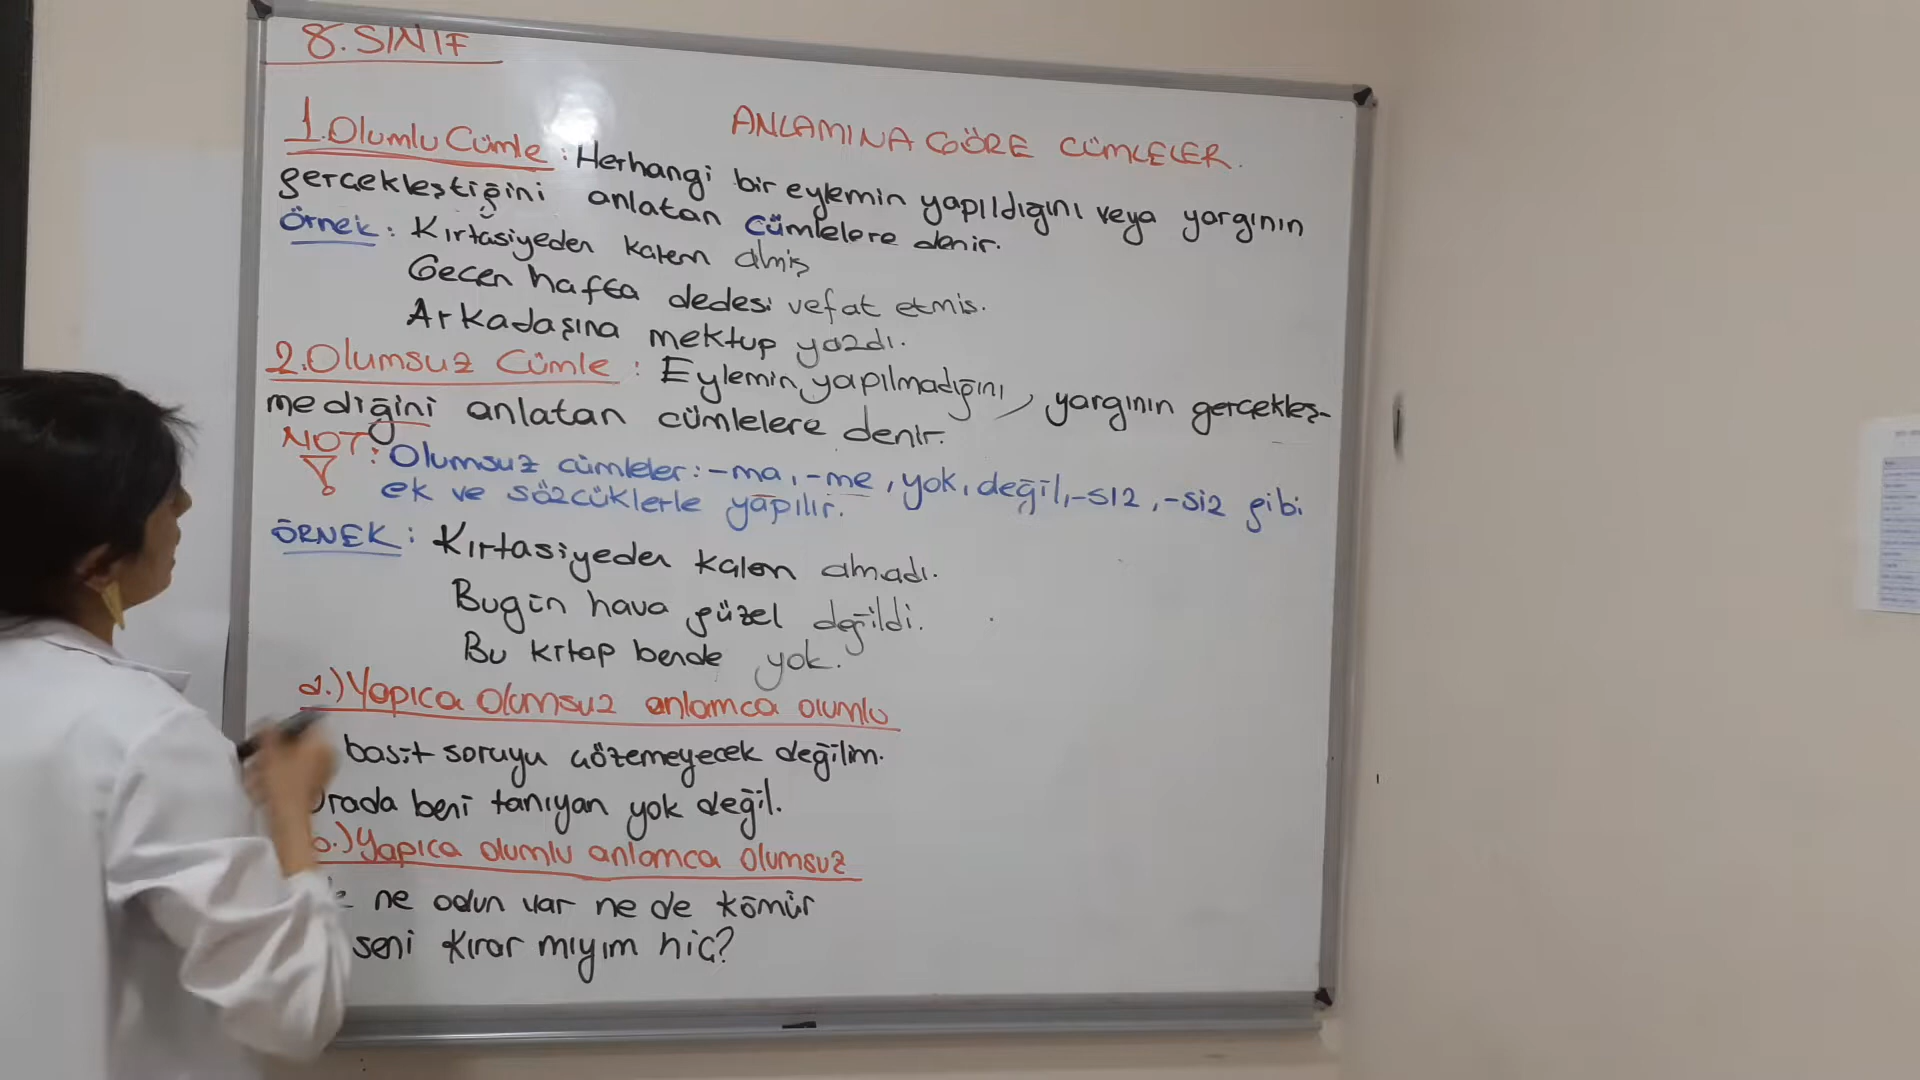 8. SINIF
ANLAMINA GÖRE CÜMLELER.
1. Olumlu Cümle : Herhangi bir eylemin yapıldığını veya yargının
gerçekleştiğini anlatan cümlelere denir.
Örnek : Kırtasiyeden kalem almış
Geçen hafta dedesi vefat etmiş.
Arkadaşına mektup yazdı.
2. Olumsuz Cümle : Eylemin yapılmadığını, yargının gerçekleş-
mediğini anlatan cümlelere denir.
NOT : Olumsuz cümleler : -ma, -me, yok, değil, -sız, -siz gibi
ek ve sözcüklerle yapılır.
ÖRNEK : Kırtasiyeden kalem almadı.
Bugün hava güzel değildi.
Bu kitap bende yok.
a.) Yapıca olumsuz anlamca olumlu
basit soruyu çözemeyecek değilim.
Orada beni tanıyan yok değil.
b.) Yapıca olumlu anlamca olumsuz
ne odun var ne de kömür
seni kırar mıyım hiç?